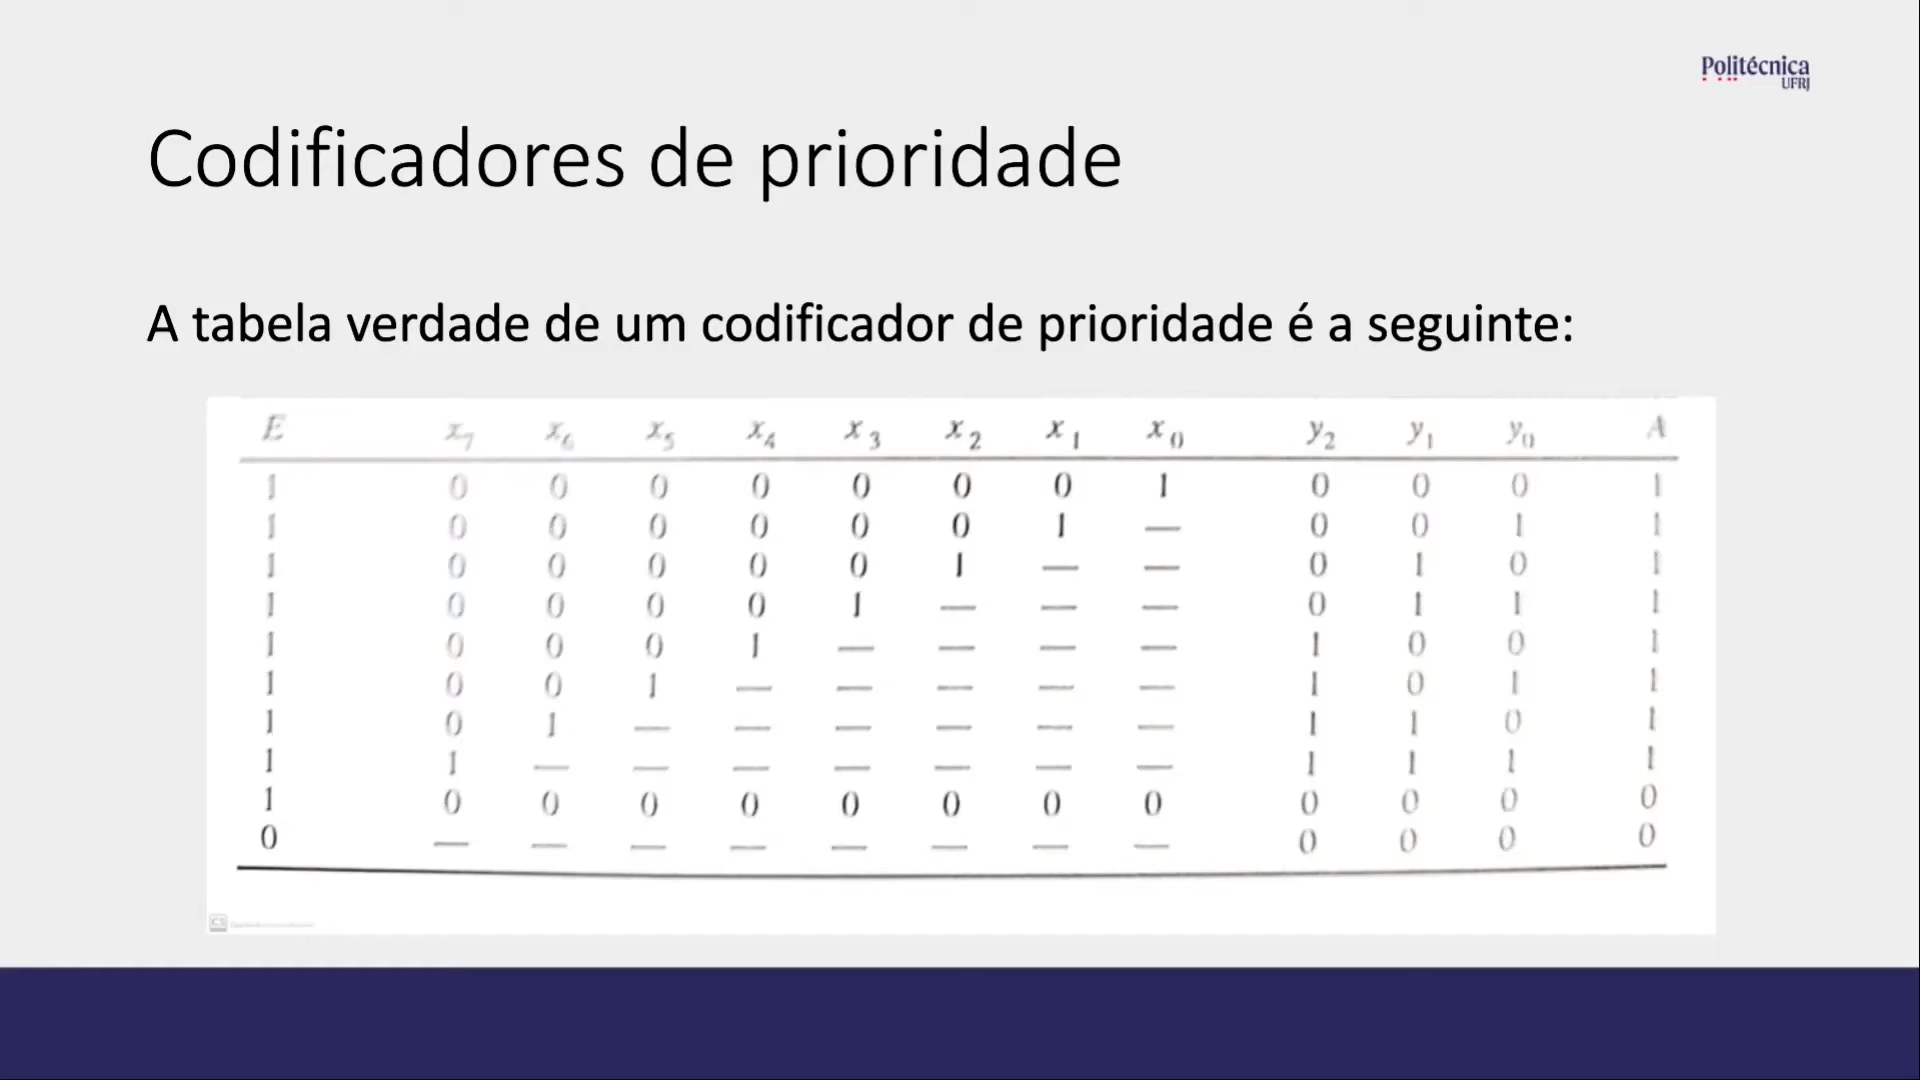 Politécnica
UFRJ
Codificadores de prioridade
A tabela verdade de um codificador de prioridade é a seguinte:
E x7 x6 x5 x4 x3 x2 x1 x0 y2 y1 y0 A
1 0 0 0 0 0 0 0 1 0 0 0 1
1 0 0 0 0 0 0 1 — 0 0 1 1
1 0 0 0 0 0 1 — — 0 1 0 1
1 0 0 0 0 1 — — — 0 1 1 1
1 0 0 0 1 — — — — 1 0 0 1
1 0 0 1 — — — — — 1 0 1 1
1 0 1 — — — — — — 1 1 0 1
1 1 — — — — — — — 1 1 1 1
1 0 0 0 0 0 0 0 0 0 0 0 0
0 — — — — — — — — 0 0 0 0
CS